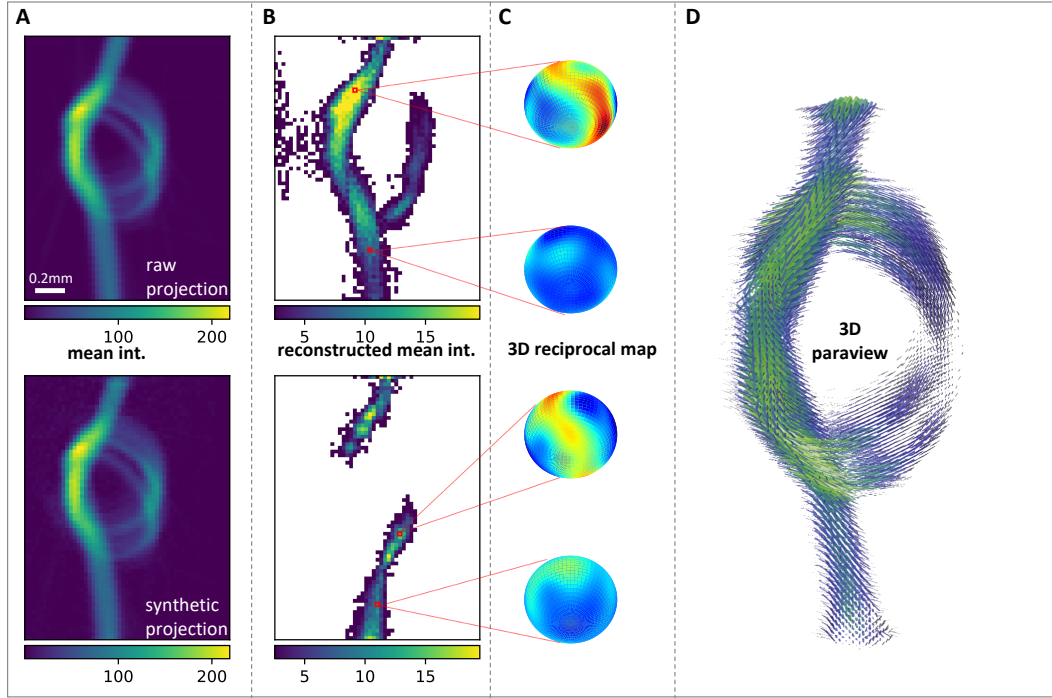 A
B
C
D
0.2mm
raw
projection
100
200
mean int.
5
10
15
reconstructed mean int.
3D reciprocal map
3D
paraview
synthetic
projection
100
200
5
10
15